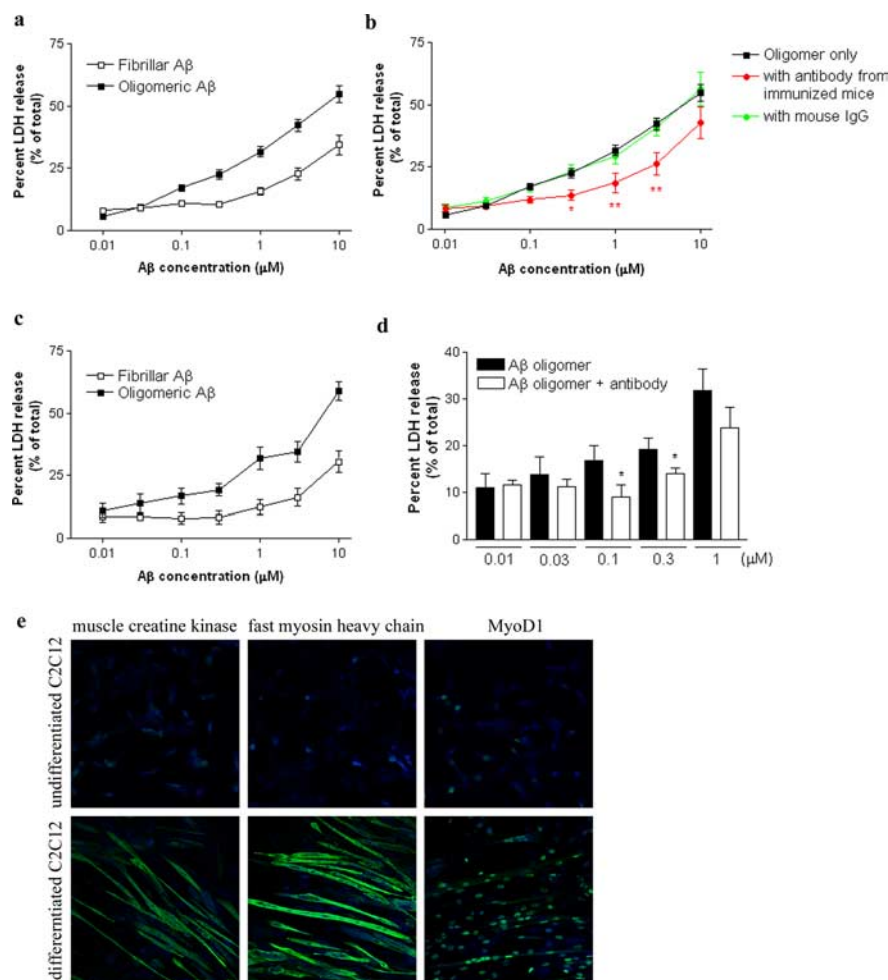 a
75
50
25
0
Percent LDH release
(% of total)
Fibrillar Aβ
Oligomeric Aβ
0.01
0.1
1
10
Aβ concentration (μM)
b
75
50
25
0
Percent LDH release
(% of total)
Oligomer only
with antibody from
immunized mice
with mouse IgG
*
**
**
0.01
0.1
1
10
Aβ concentration (μM)
c
75
50
25
0
Percent LDH release
(% of total)
Fibrillar Aβ
Oligomeric Aβ
0.01
0.1
1
10
Aβ concentration (μM)
d
40
30
20
10
0
Percent LDH release
(% of total)
Aβ oligomer
Aβ oligomer + antibody
*
*
0.01
0.03
0.1
0.3
1
(μM)
e
muscle creatine kinase
fast myosin heavy chain
MyoD1
undifferentiated C2C12
differerntiated C2C12